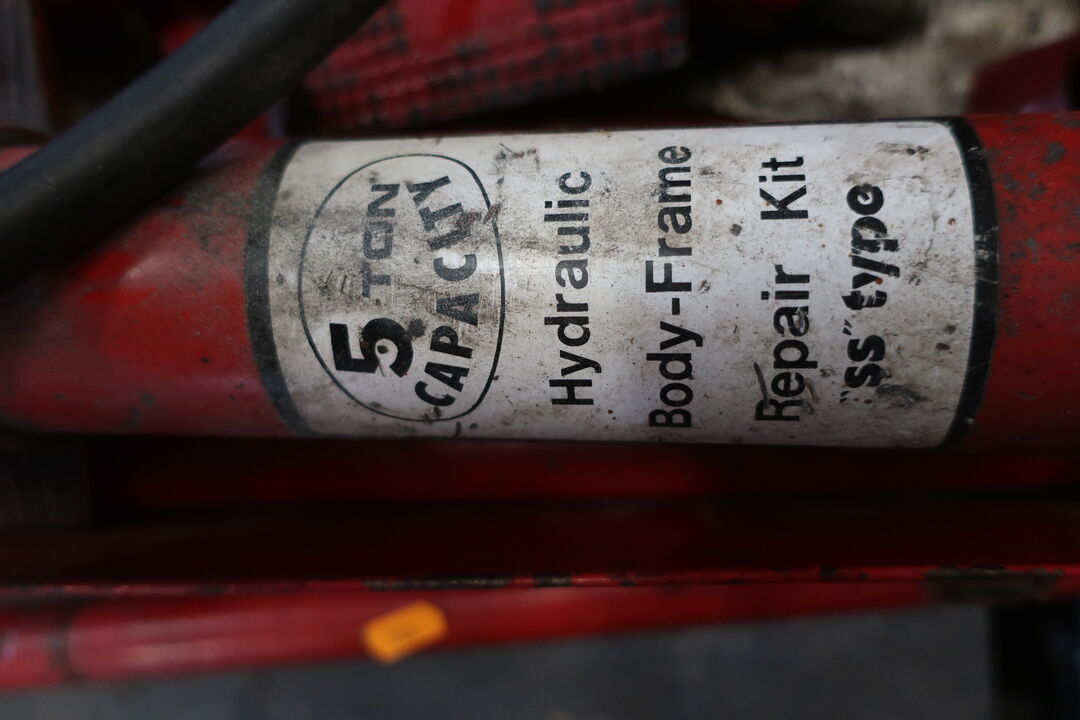 5 TON
CAPACITY
Hydraulic
Body-Frame
Repair Kit
"ss" type